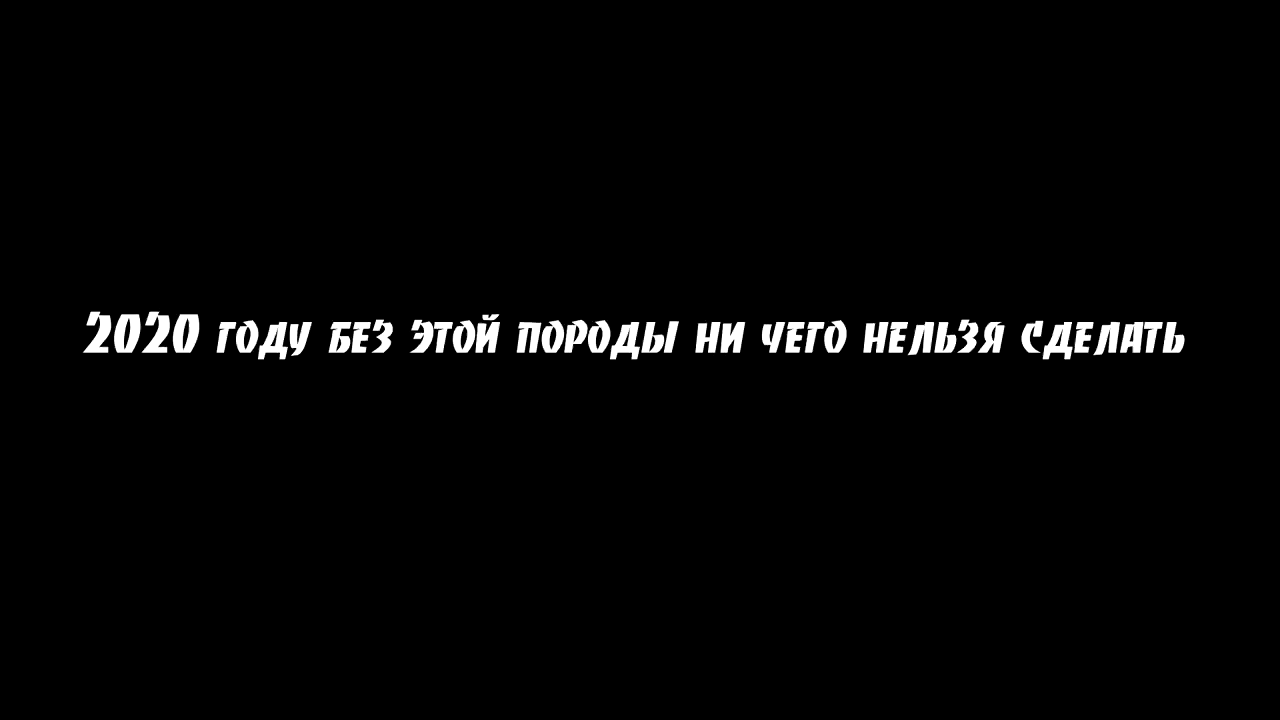 2020 году без этой породы ни чего нельзя сделать